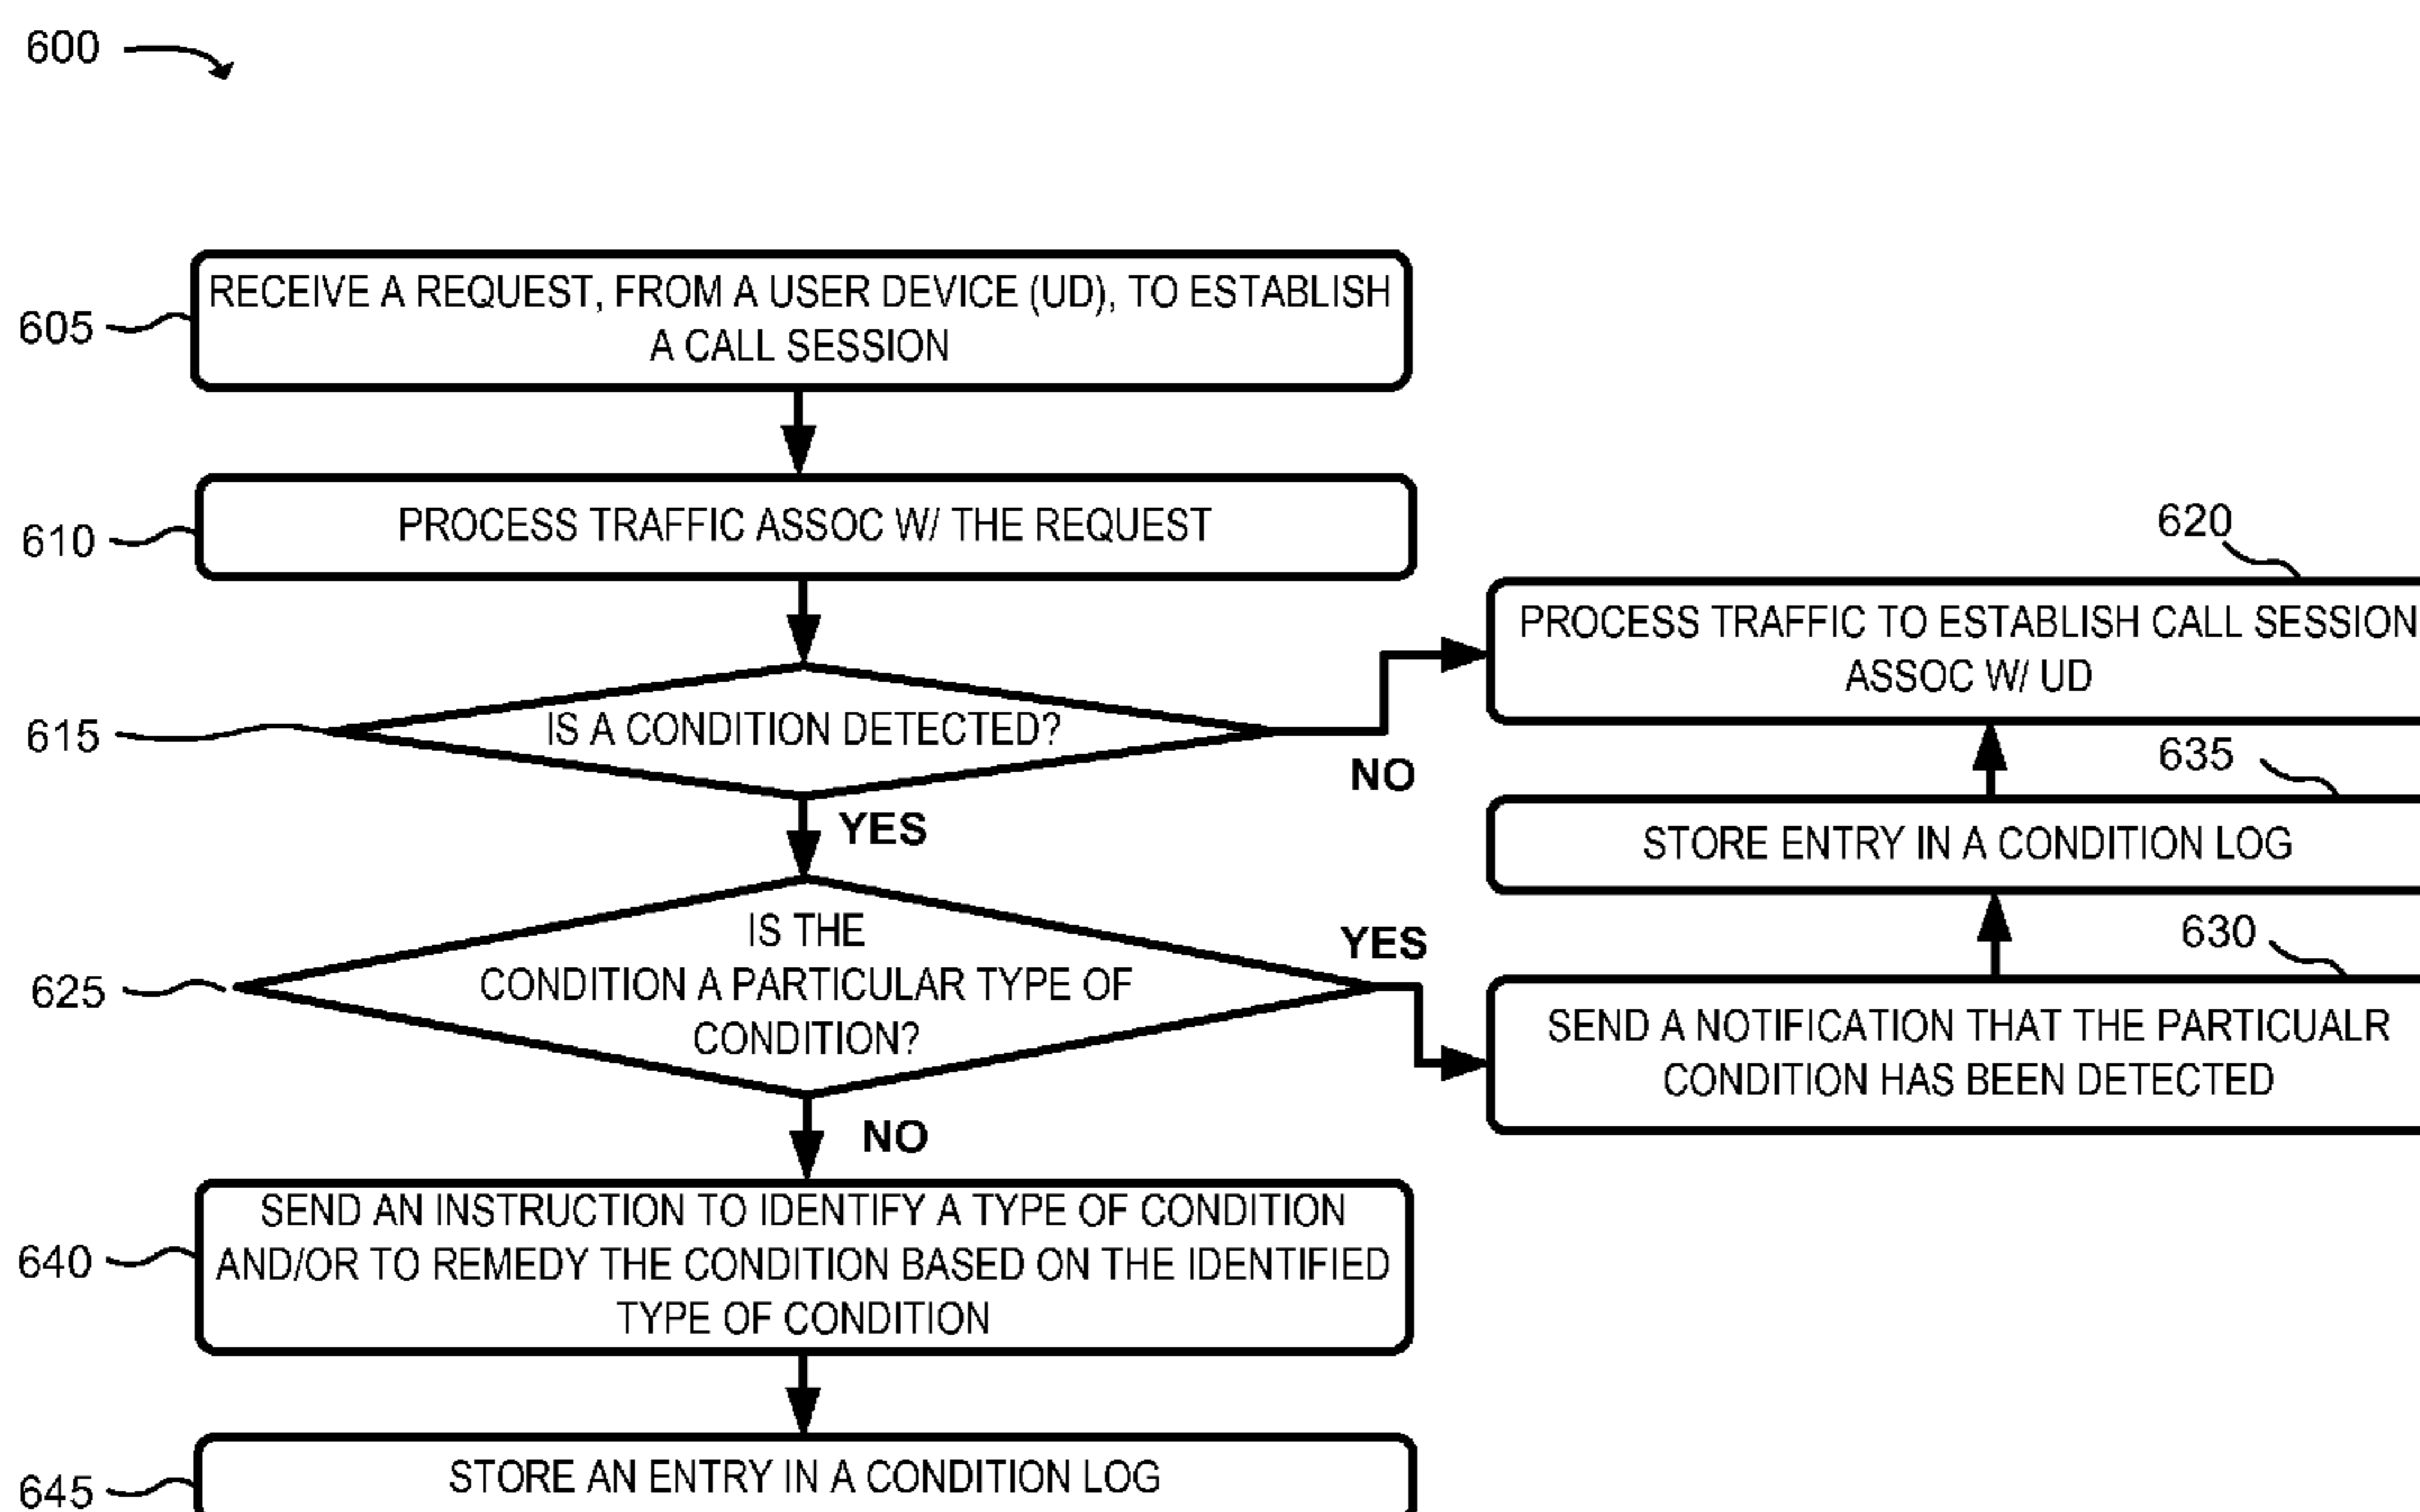 600
605
RECEIVE A REQUEST, FROM A USER DEVICE (UD), TO ESTABLISH
A CALL SESSION
610
PROCESS TRAFFIC ASSOC W/ THE REQUEST
615
IS A CONDITION DETECTED?
NO
620
PROCESS TRAFFIC TO ESTABLISH CALL SESSION
ASSOC W/ UD
YES
625
IS THE
CONDITION A PARTICULAR TYPE OF
CONDITION?
YES
635
STORE ENTRY IN A CONDITION LOG
630
SEND A NOTIFICATION THAT THE PARTICUALR
CONDITION HAS BEEN DETECTED
NO
640
SEND AN INSTRUCTION TO IDENTIFY A TYPE OF CONDITION
AND/OR TO REMEDY THE CONDITION BASED ON THE IDENTIFIED
TYPE OF CONDITION
645
STORE AN ENTRY IN A CONDITION LOG